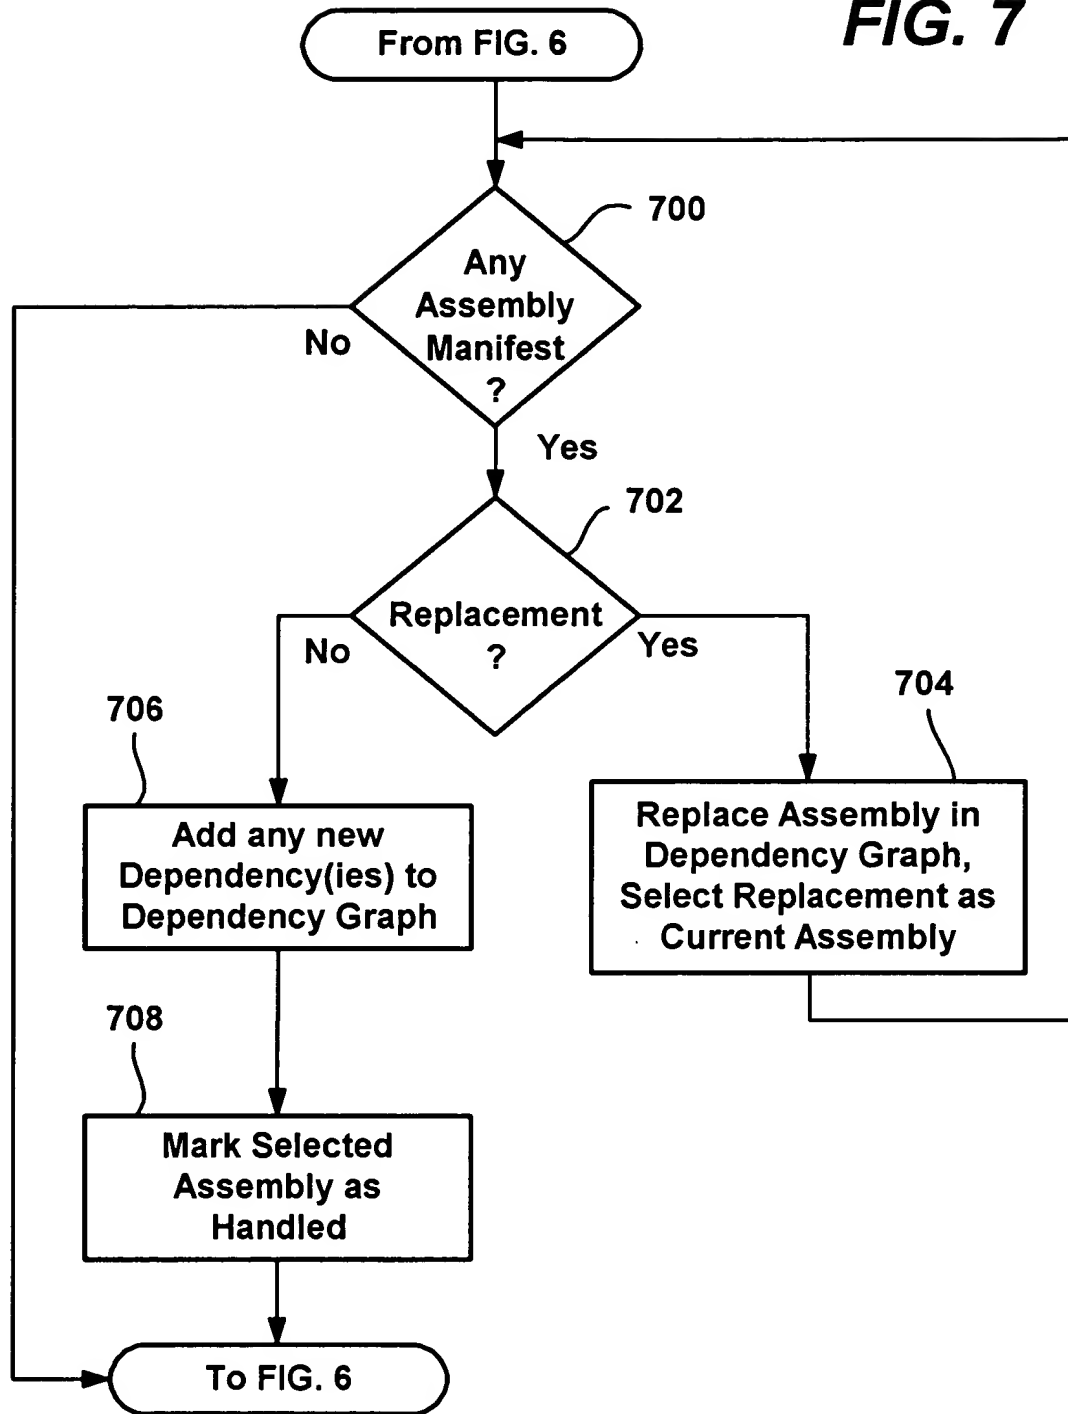 From FIG. 6
FIG. 7
700
Any
Assembly
Manifest
?
No
Yes
702
Replacement
?
No
Yes
704
706
Replace Assembly in
Dependency Graph,
Select Replacement as
Current Assembly
Add any new
Dependency(ies) to
Dependency Graph
708
Mark Selected
Assembly as
Handled
To FIG. 6